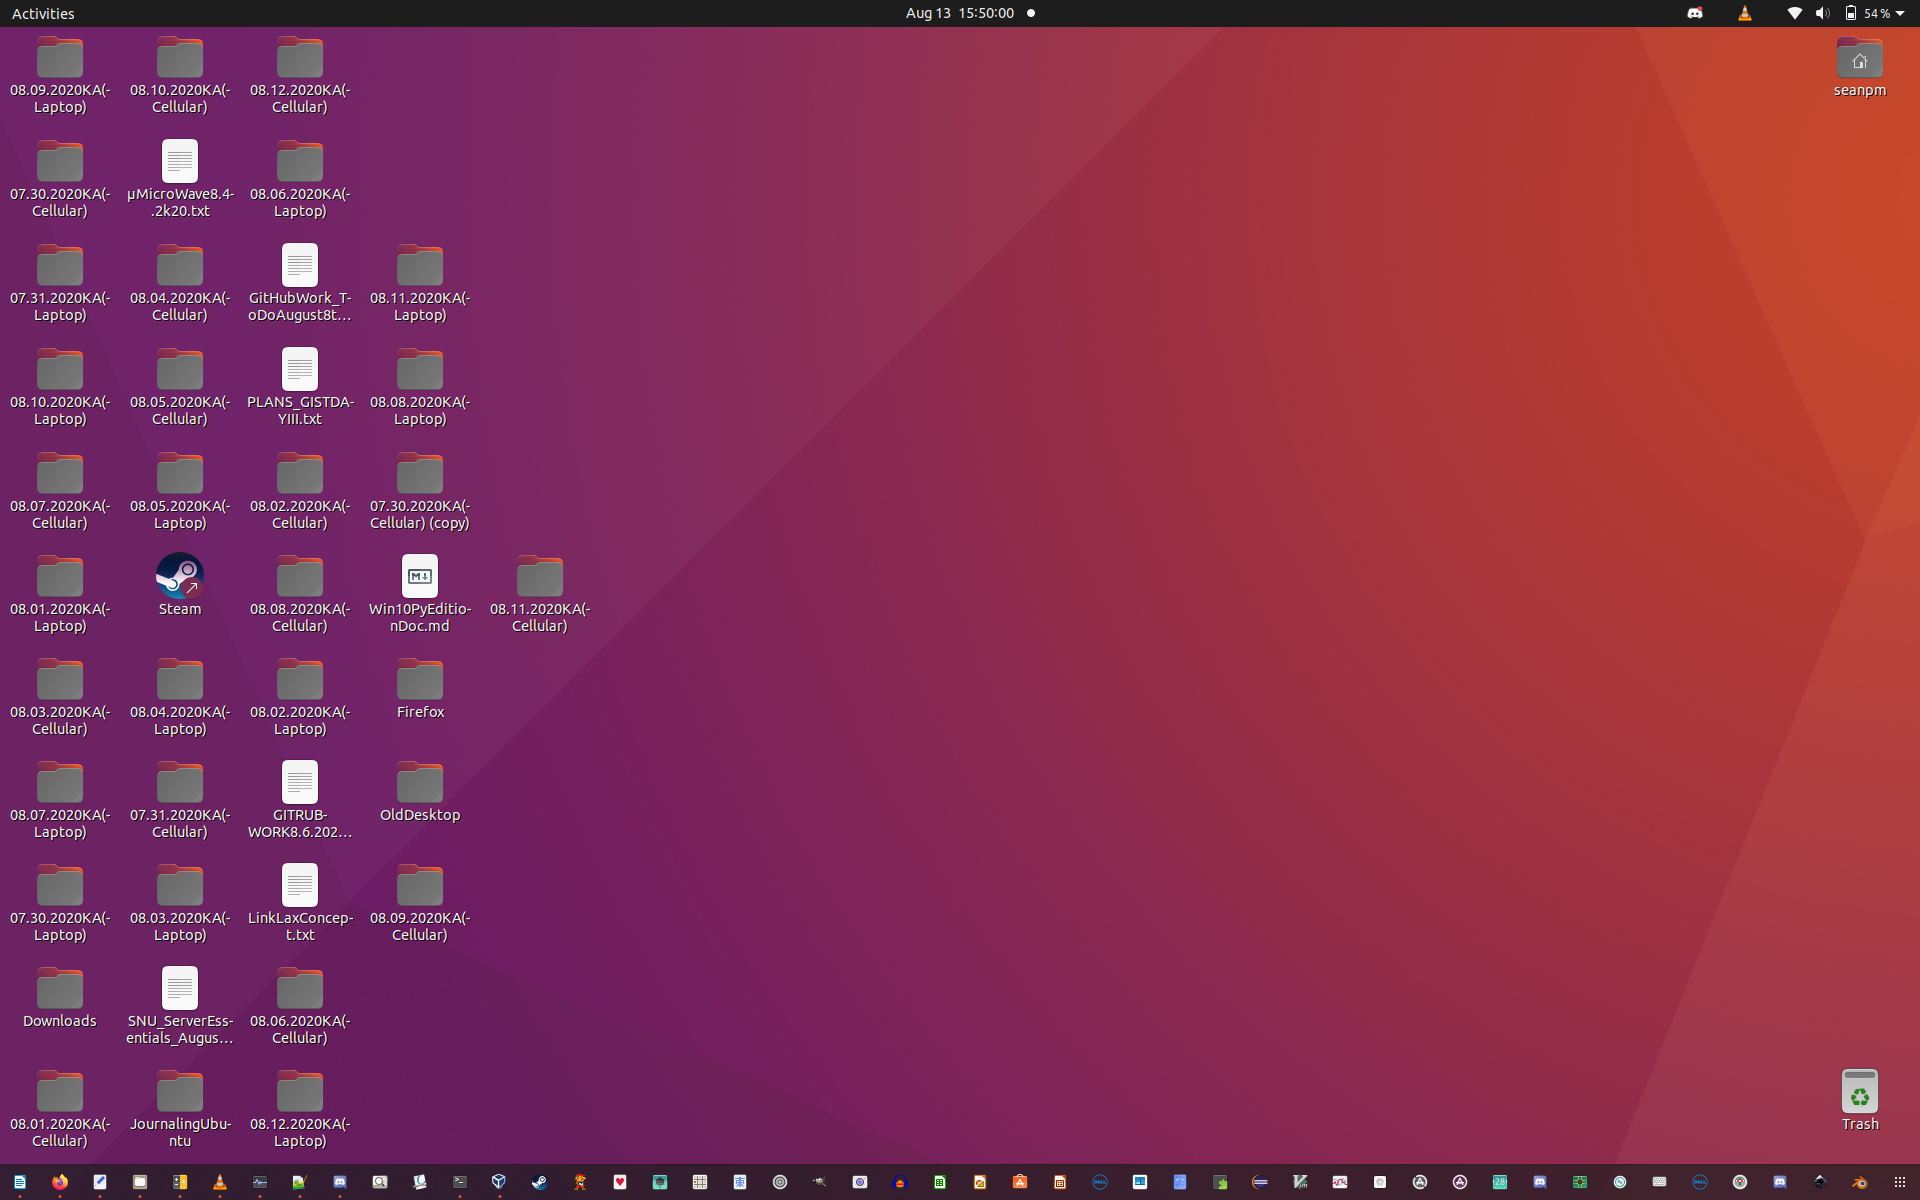 Activities
Aug 13 15:50:00
54 %
08.09.2020KA(-
Laptop)
08.10.2020KA(-
Cellular)
08.12.2020KA(-
Cellular)
seanpm
07.30.2020KA(-
Cellular)
µMicroWave8.4-
.2k20.txt
08.06.2020KA(-
Laptop)
07.31.2020KA(-
Laptop)
08.04.2020KA(-
Cellular)
GitHubWork_T-
oDoAugust8t...
08.11.2020KA(-
Laptop)
08.10.2020KA(-
Laptop)
08.05.2020KA(-
Cellular)
PLANS_GISTDA-
YIII.txt
08.08.2020KA(-
Laptop)
08.07.2020KA(-
Cellular)
08.05.2020KA(-
Laptop)
08.02.2020KA(-
Cellular)
07.30.2020KA(-
Cellular) (copy)
08.01.2020KA(-
Laptop)
Steam
08.08.2020KA(-
Cellular)
Win10PyEditio-
nDoc.md
08.11.2020KA(-
Cellular)
08.03.2020KA(-
Cellular)
08.04.2020KA(-
Laptop)
08.02.2020KA(-
Laptop)
Firefox
08.07.2020KA(-
Laptop)
07.31.2020KA(-
Cellular)
GITRUB-
WORK8.6.202...
OldDesktop
07.30.2020KA(-
Laptop)
08.03.2020KA(-
Laptop)
LinkLaxConcep-
t.txt
08.09.2020KA(-
Cellular)
Downloads
SNU_ServerEss-
entials_Augus...
08.06.2020KA(-
Cellular)
08.01.2020KA(-
Cellular)
JournalingUbu-
ntu
08.12.2020KA(-
Laptop)
Trash